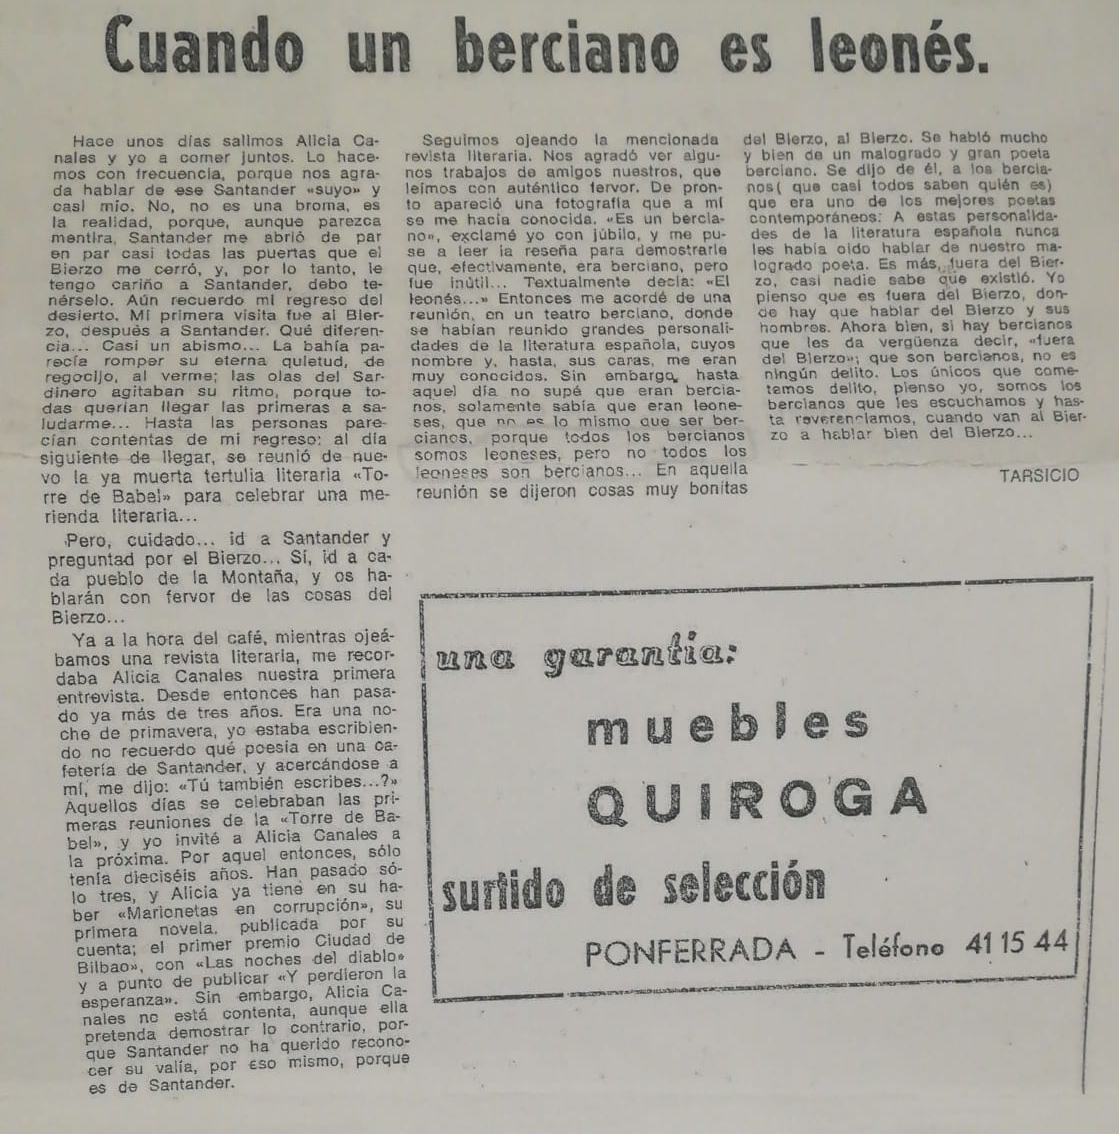 Cuando un berciano es leonés.
Hace unos días salimos Alicia Ca-
nales y yo a comer juntos. Lo hace-
mos con frecuencia, porque nos agra-
da hablar de ese Santander «suyo» y
casi mío. No, no es una broma, es
la realidad, porque, aunque parezca
mentira, Santander me abrió de par
en par casi todas las puertas que el
Bierzo me cerró, y, por lo tanto, le
tengo cariño a Santander, debo te-
nérselo. Aún recuerdo mi regreso del
desierto. Mi primera visita fue al Bier-
zo, después a Santander. Qué diferen-
cia... Casi un abismo... La bahía pa-
recía romper su eterna quietud, de
regocijo, al verme; las olas del Sar-
dinero agitaban su ritmo, porque to-
das querían llegar las primeras a sa-
ludarme... Hasta las personas pare-
cían contentas de mi regreso; al día
siguiente de llegar, se reunió de nue-
vo la ya muerta tertulia literaria «To-
rre de Babel» para celebrar una me-
rienda literaria...
Pero, cuidado... id a Santander y
preguntad por el Bierzo... Sí, id a ca-
da pueblo de la Montaña, y os ha-
blarán con fervor de las cosas del
Bierzo...
Ya a la hora del café, mientras ojeá-
bamos una revista literaria, me recor-
daba Alicia Canales nuestra primera
entrevista. Desde entonces han pasa-
do ya más de tres años. Era una no-
che de primavera, yo estaba escribien-
do no recuerdo qué poesía en una ca-
fetería de Santander, y acercándose a
mí, me dijo: «Tú también escribes...?»
Aquellos días se celebraban las pri-
meras reuniones de la «Torre de Ba-
bel», y yo invité a Alicia Canales a
la próxima. Por aquel entonces, sólo
tenía dieciséis años. Han pasado só-
lo tres, y Alicia ya tiene en su ha-
ber «Marionetas en corrupción», su
primera novela, publicada por su
cuenta; el primer premio Ciudad de
Bilbao», con «Las noches del diablo»
y a punto de publicar «Y perdieron la
esperanza». Sin embargo, Alicia Ca-
nales no está contenta, aunque ella
pretenda demostrar lo contrario, por-
que Santander no ha querido recono-
cer su valía, por eso mismo, porque
es de Santander.
Seguimos ojeando la mencionada
revista literaria. Nos agradó ver algu-
nos trabajos de amigos nuestros, que
leímos con auténtico fervor. De pron-
to apareció una fotografía que a mí
se me hacía conocida. «Es un bercia-
no», exclamé yo con júbilo, y me pu-
se a leer la reseña para demostrarle
que, efectivamente, era berciano, pero
fue inútil... Textualmente decía: «El
leonés...» Entonces me acordé de una
reunión, en un teatro berciano, donde
se habían reunido grandes personali-
dades de la literatura española, cuyos
nombre y, hasta, sus caras, me eran
muy conocidos. Sin embargo, hasta
aquel día no supé que eran bercia-
nos, solamente sabía que eran leone-
ses, que no es lo mismo que ser ber-
cianos, porque todos los bercianos
somos leoneses, pero no todos los
leoneses son bercianos... En aquella
reunión se dijeron cosas muy bonitas
del Bierzo, al Bierzo. Se habló mucho
y bien de un malogrado y gran poeta
berciano. Se dijo de él, a los bercia-
nos( que casi todos saben quién es)
que era uno de los mejores poetas
contemporáneos: A estas personalida-
des de la literatura española nunca
les había oído hablar de nuestro ma-
logrado poeta. Es más, fuera del Bier-
zo, casi nadie sabe que existió. Yo
pienso que es fuera del Bierzo, don-
de hay que hablar del Bierzo y sus
hombres. Ahora bien, si hay bercianos
que les da vergüenza decir, «fuera
del Bierzo»; que son bercianos, no es
ningún delito. Los únicos que come-
temos delito, pienso yo, somos los
bercianos que les escuchamos y has-
ta reverenciamos, cuando van al Bier-
zo a hablar bien del Bierzo...
TARSICIO
una garantía:
muebles
QUIROGA
surtido de selección
PONFERRADA - Teléfono 41 15 44